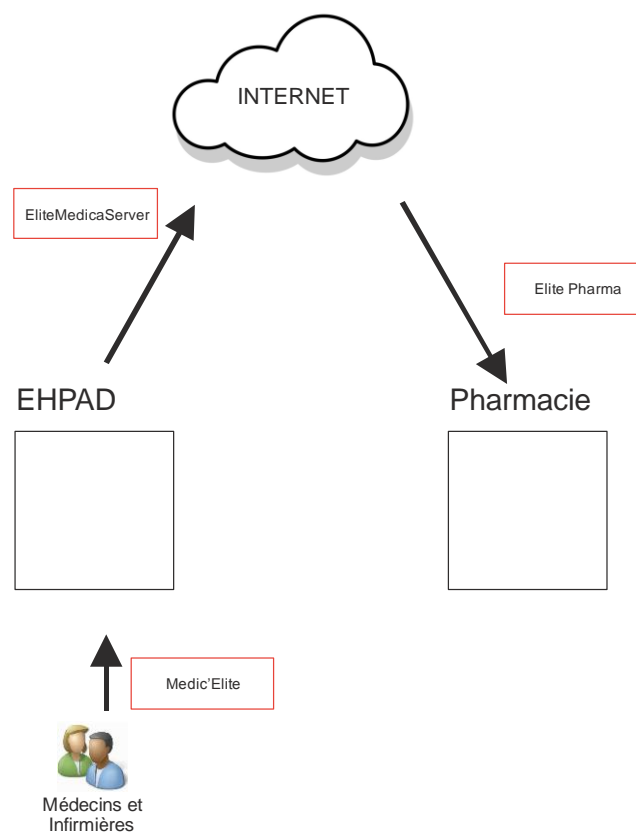 INTERNET
EliteMedicaServer
Elite Pharma
EHPAD
Pharmacie
Medic’Elite
Médecins et
Infirmières